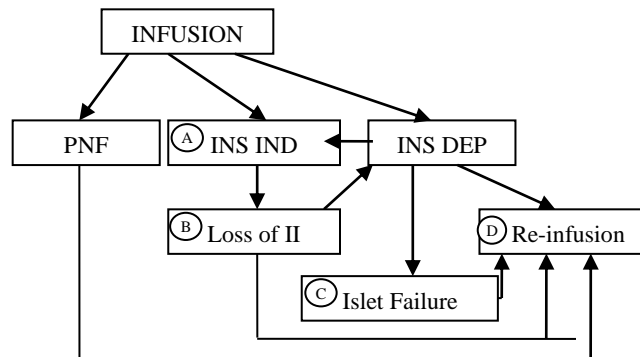 INFUSION
PNF
A INS IND
INS DEP
B Loss of II
D Re-infusion
C Islet Failure